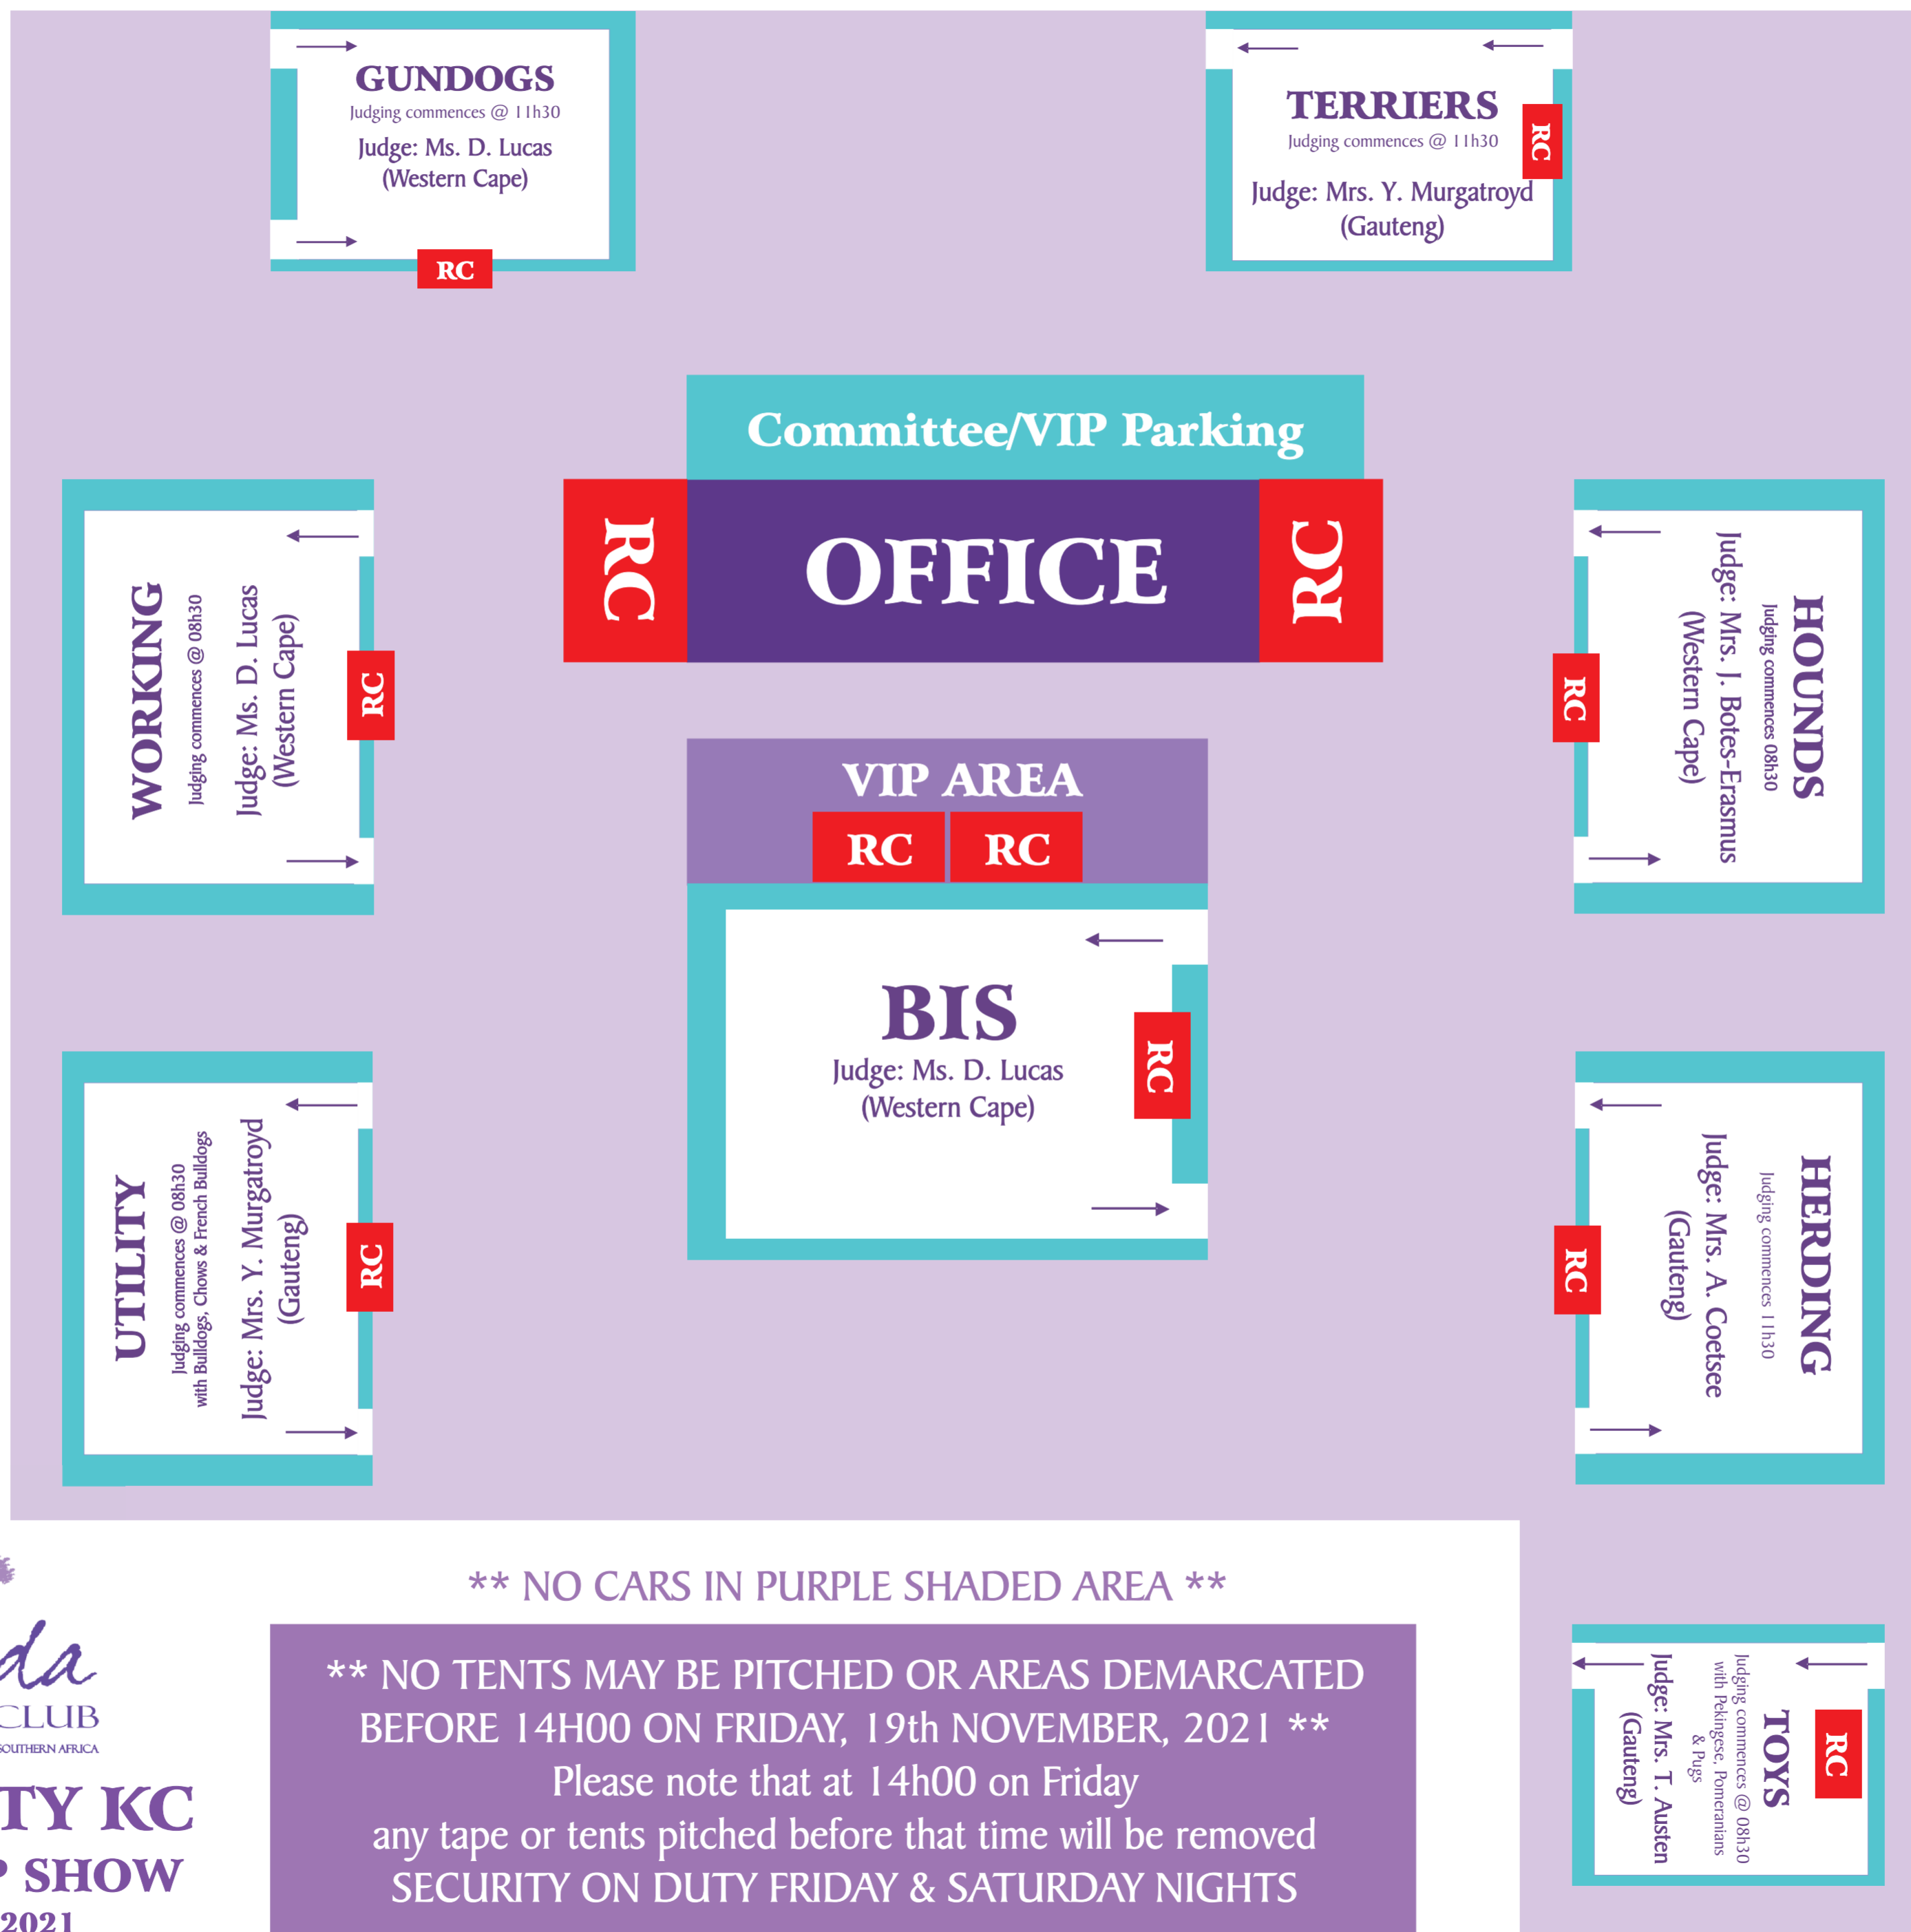 GUNDOGS
Judging commences @ 11h30
Judge: Ms. D. Lucas
(Western Cape)
RC
TERRIERS
Judging commences @ 11h30
Judge: Mrs. Y. Murgatroyd
(Gauteng)
RC
Committee/VIP Parking
RC
OFFICE
RC
WORKING
Judging commences @ 08h30
Judge: Ms. D. Lucas
(Western Cape)
RC
HOUNDS
Judging commences 08h30
Judge: Mrs. J. Botes-Erasmus
(Western Cape)
RC
VIP AREA
RC RC
BIS
Judge: Ms. D. Lucas
(Western Cape)
RC
UTILITY
Judging commences @ 08h30
with Bulldogs, Chows & French Bulldogs
Judge: Mrs. Y. Murgatroyd
(Gauteng)
RC
HERDING
Judging commences 11h30
Judge: Mrs. A. Coetsee
(Gauteng)
RC
** NO CARS IN PURPLE SHADED AREA **
** NO TENTS MAY BE PITCHED OR AREAS DEMARCATED
BEFORE 14H00 ON FRIDAY, 19th NOVEMBER, 2021 **
Please note that at 14h00 on Friday
any tape or tents pitched before that time will be removed
SECURITY ON DUTY FRIDAY & SATURDAY NIGHTS
RC
TOYS
Judging commences @ 08h30
with Pekingese, Pomeranians
& Pugs
Judge: Mrs. T. Austen
(Gauteng)
da
CLUB
SOUTHERN AFRICA
TY KC
SHOW
2021